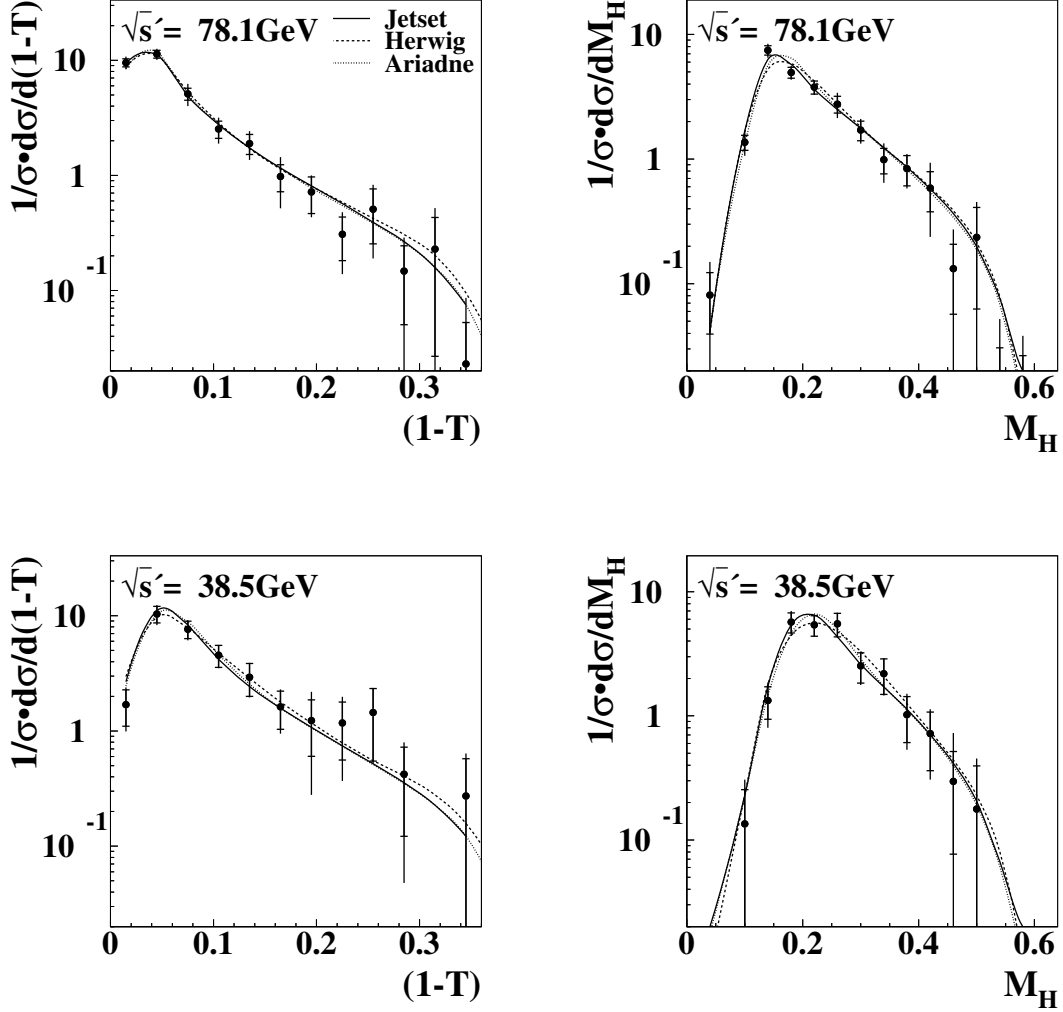 √s´= 78.1GeV
Jetset
Herwig
Ariadne
1/σ•dσ/d(1-T)
10
1
10⁻¹
0 0.1 0.2 0.3
(1-T)
√s´= 78.1GeV
1/σ•dσ/dM_H
10
1
10⁻¹
0 0.2 0.4 0.6
M_H
√s´= 38.5GeV
1/σ•dσ/d(1-T)
10
1
10⁻¹
0 0.1 0.2 0.3
(1-T)
√s´= 38.5GeV
1/σ•dσ/dM_H
10
1
10⁻¹
0 0.2 0.4 0.6
M_H